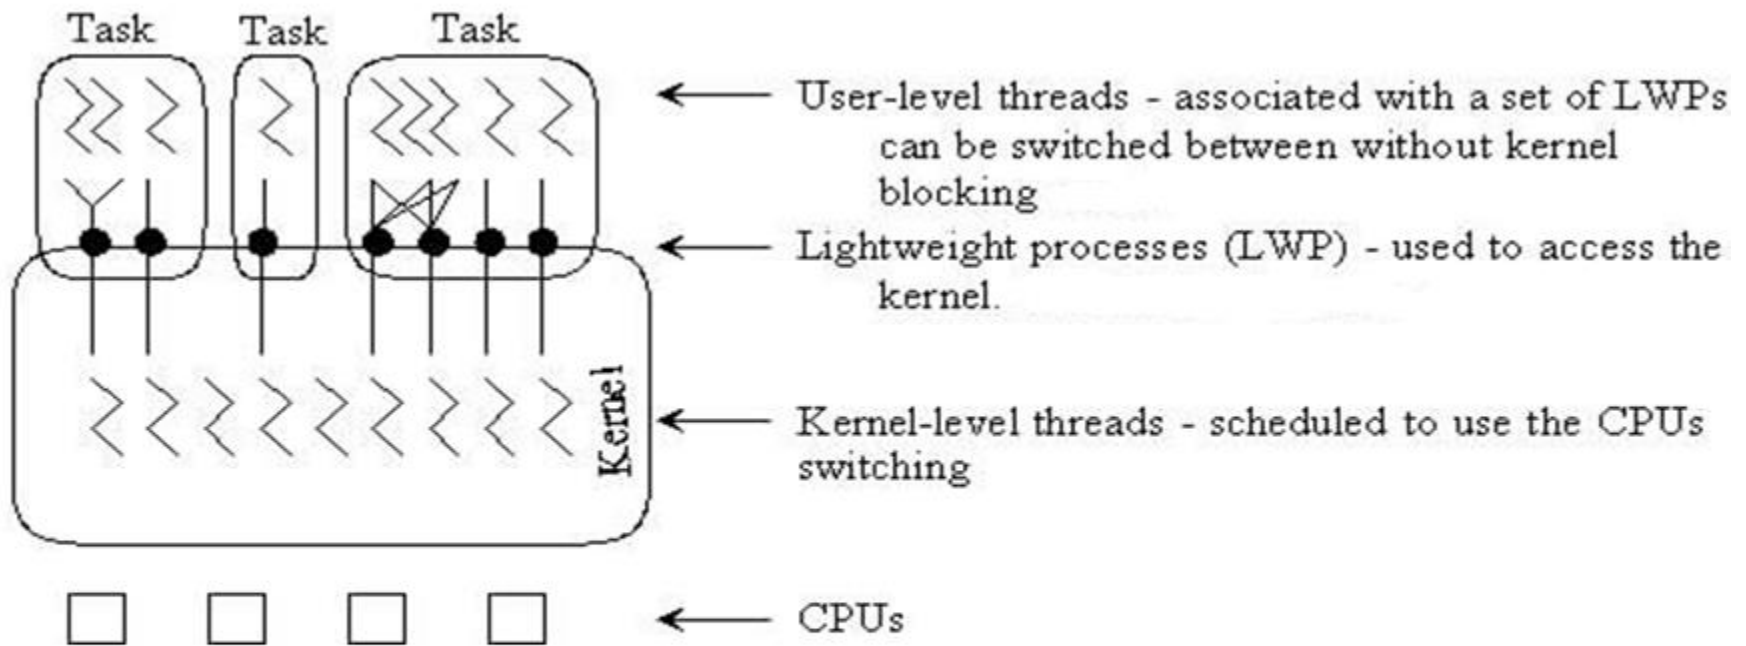 Task Task Task
User-level threads - associated with a set of LWPs
can be switched between without kernel
blocking
Lightweight processes (LWP) - used to access the
kernel.
Kernel
Kernel-level threads - scheduled to use the CPUs
switching
CPUs